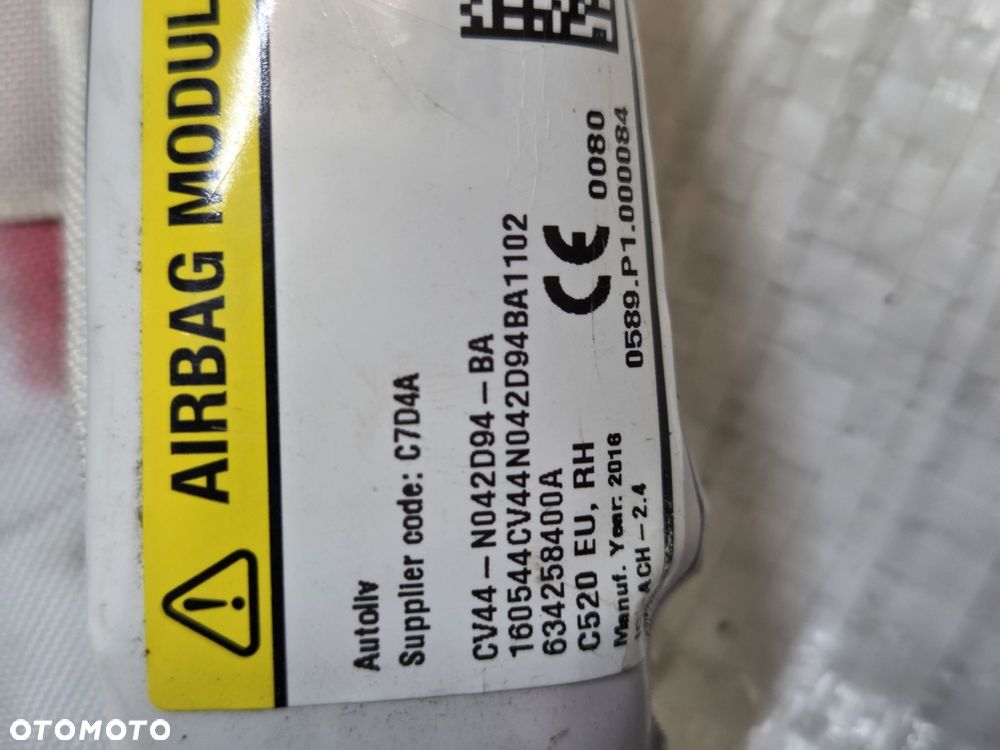 AIRBAG MODUL
Autoliv
Supplier code: C7D4A
CV44-N042D94-BA
160544CV44N042D94BA1102
634258400A
C520 EU, RH
Manuf. Year: 2016
ACH-2.4
CE 0080
0589.P1.000084
OTOMOTO